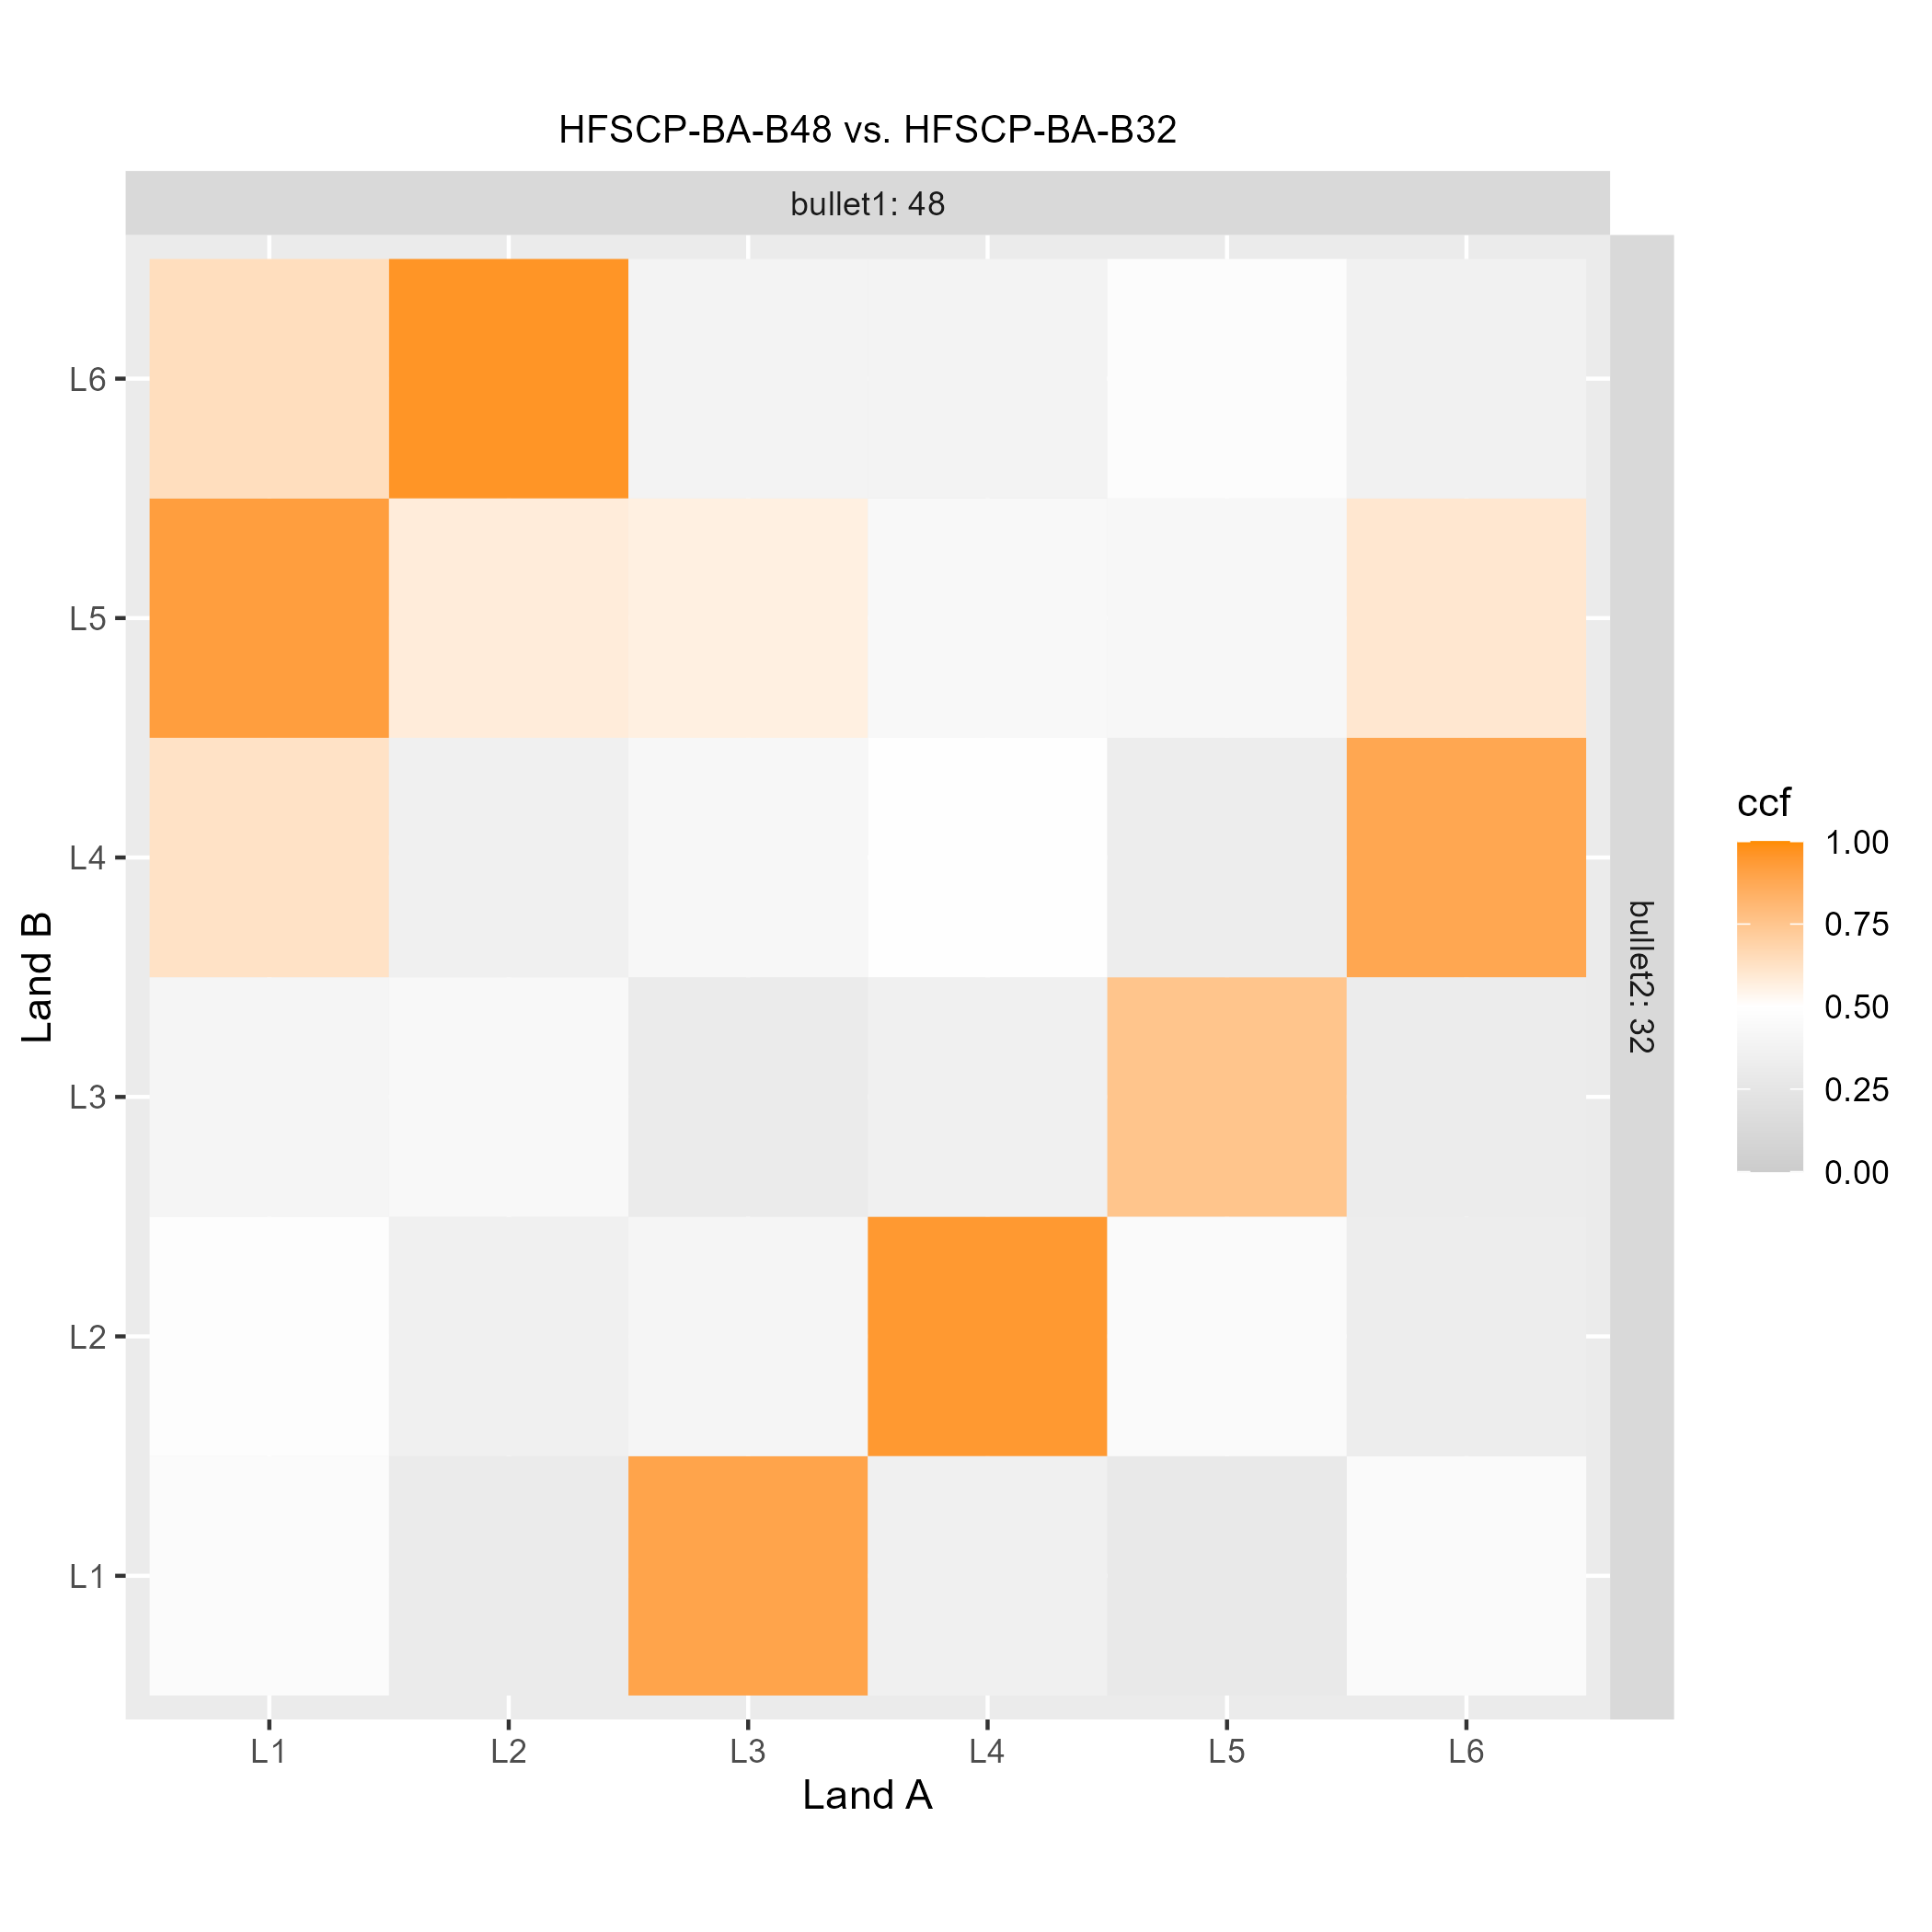 HFSCP-BA-B48 vs. HFSCP-BA-B32
bullet1: 48
L6
L5
L4
L3
L2
L1
Land B
L1 L2 L3 L4 L5 L6
Land A
bullet2: 32
ccf
1.00
0.75
0.50
0.25
0.00